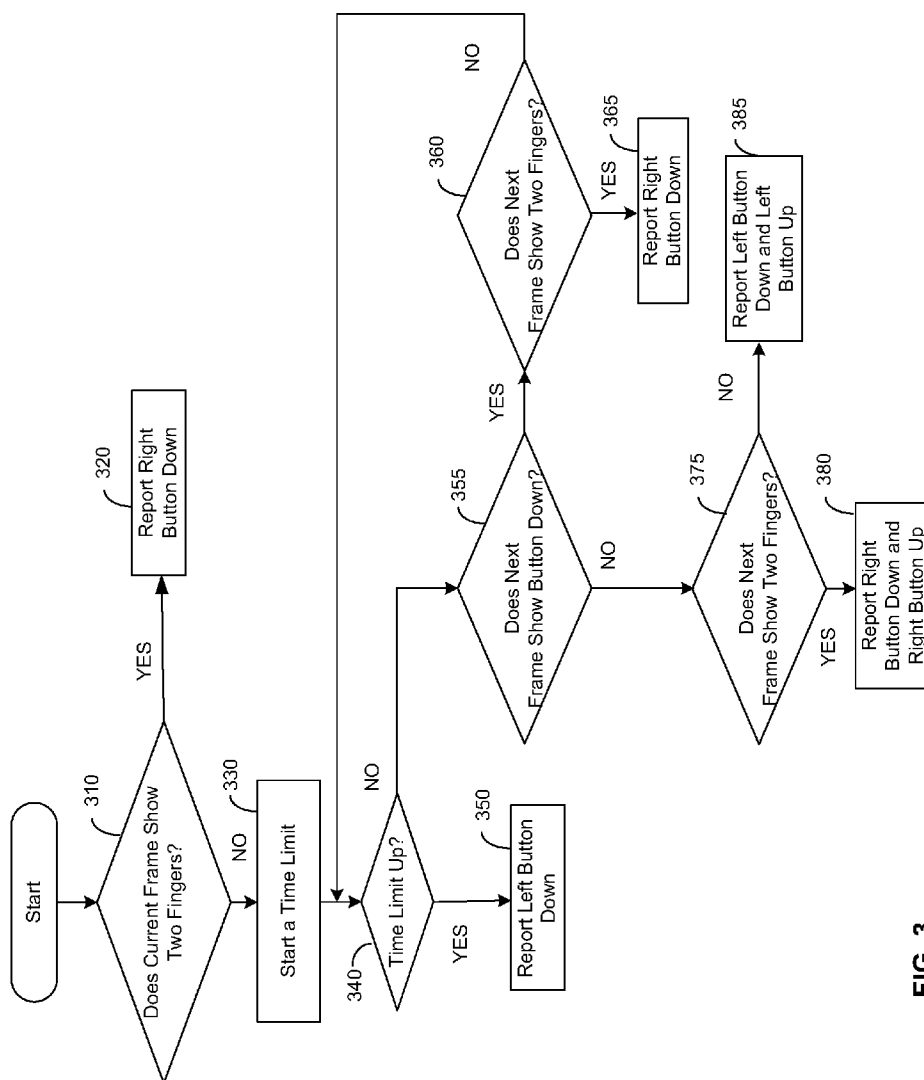 Start
310
Does Current Frame Show
Two Fingers?
YES
320
Report Right
Button Down
NO
330
Start a Time Limit
340
Time Limit Up?
NO
YES
350
Report Left Button
Down
355
Does Next
Frame Show Button Down?
YES
NO
360
Does Next
Frame Show Two Fingers?
NO
YES
365
Report Right
Button Down
375
Does Next
Frame Show Two Fingers?
NO
YES
380
Report Right
Button Down and
Right Button Up
385
Report Left Button
Down and Left
Button Up
FIG. 3